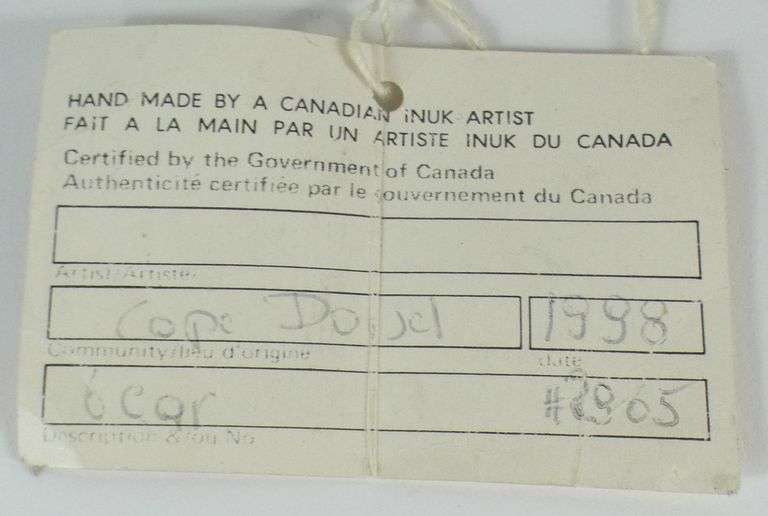 HAND MADE BY A CANADIAN INUK ARTIST
FAIT A LA MAIN PAR UN ARTISTE INUK DU CANADA
Certified by the Government of Canada
Authenticité certifiée par le gouvernement du Canada
Artist/Artiste
Cape 1998
Community/lieu d'origine date
#2965
Description &/ou No